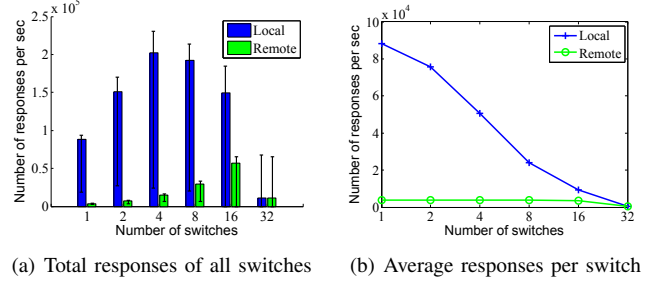 x 10^5
2.5
2
1.5
1
0.5
0
Number of responses per sec
Local
Remote
1 2 4 8 16 32
Number of switches
(a) Total responses of all switches
x 10^4
10
8
6
4
2
0
Number of responses per sec
Local
Remote
1 2 4 8 16 32
Number of switches
(b) Average responses per switch